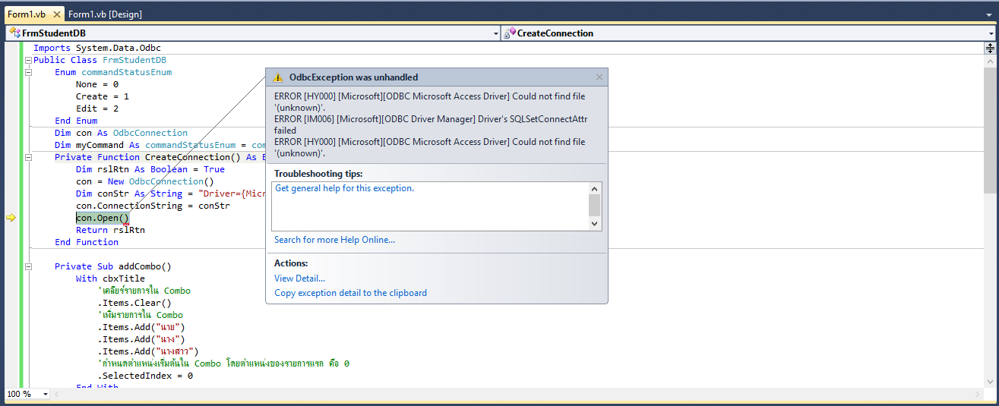 Form1.vb
Form1.vb [Design]
FrmStudentDB
CreateConnection
Imports System.Data.Odbc
Public Class FrmStudentDB
Enum commandStatusEnum
None = 0
Create = 1
Edit = 2
End Enum
Dim con As OdbcConnection
Dim myCommand As commandStatusEnum = com
Private Function CreateConnection() As B
Dim rslRtn As Boolean = True
con = New OdbcConnection()
Dim conStr As String = "Driver={Micr
con.ConnectionString = conStr
con.Open()
Return rslRtn
End Function
Private Sub addCombo()
With cbxTitle
'เคลียร์รายการใน Combo
.Items.Clear()
'เพิ่มรายการใน Combo
.Items.Add("นาย")
.Items.Add("นาง")
.Items.Add("นางสาว")
'กำหนดตำแหน่งเริ่มต้นใน Combo โดยตำแหน่งของรายการแรก คือ 0
.SelectedIndex = 0
End With
100 %
OdbcException was unhandled
ERROR [HY000] [Microsoft][ODBC Microsoft Access Driver] Could not find file
'(unknown)'.
ERROR [IM006] [Microsoft][ODBC Driver Manager] Driver's SQLSetConnectAttr
failed
ERROR [HY000] [Microsoft][ODBC Microsoft Access Driver] Could not find file
'(unknown)'.
Troubleshooting tips:
Get general help for this exception.
Search for more Help Online...
Actions:
View Detail...
Copy exception detail to the clipboard